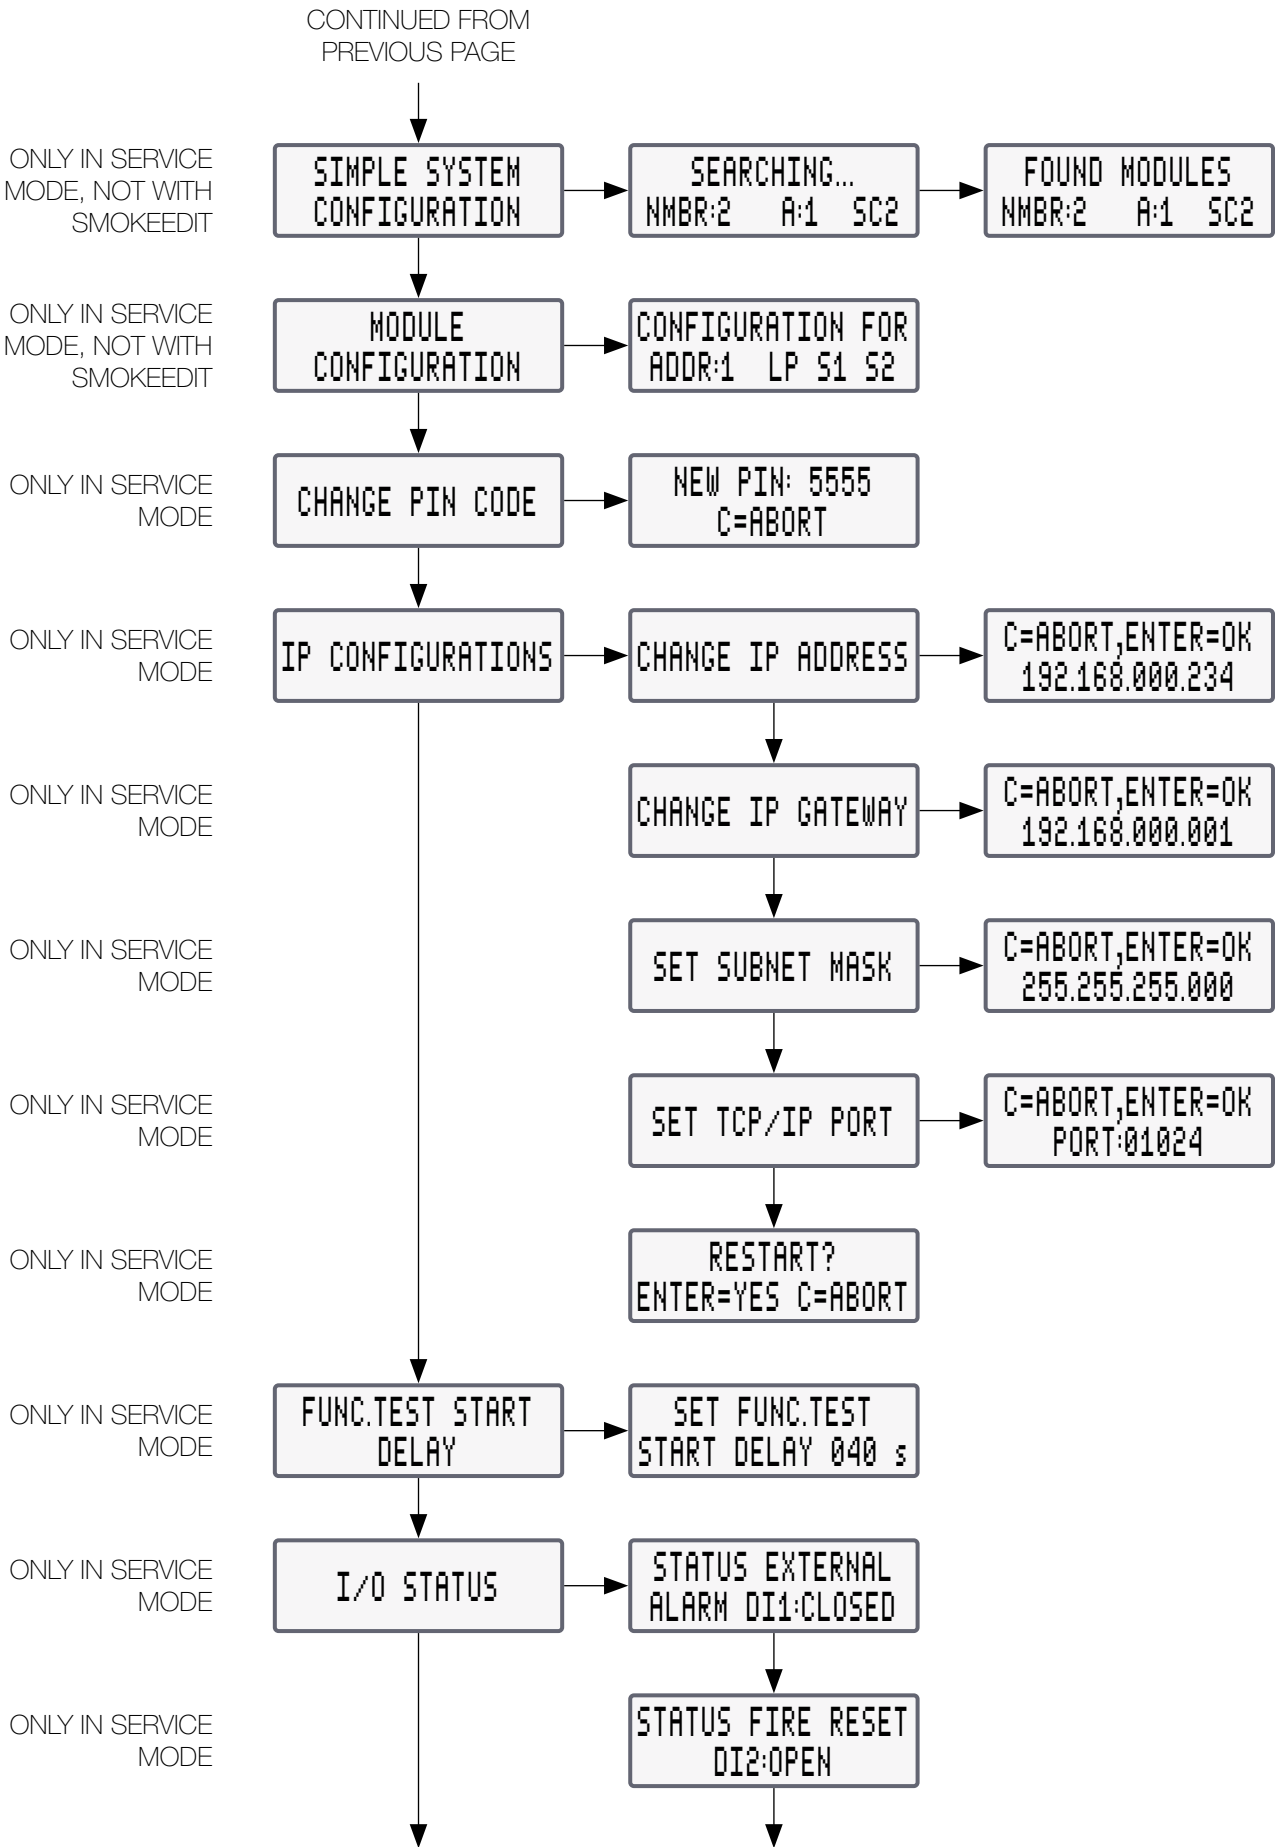 CONTINUED FROM
PREVIOUS PAGE
ONLY IN SERVICE
MODE, NOT WITH
SMOKEEDIT
SIMPLE SYSTEM
CONFIGURATION
SEARCHING...
NMBR:2 A:1 SC2
FOUND MODULES
NMBR:2 A:1 SC2
ONLY IN SERVICE
MODE, NOT WITH
SMOKEEDIT
MODULE
CONFIGURATION
CONFIGURATION FOR
ADDR:1 LP S1 S2
ONLY IN SERVICE
MODE
CHANGE PIN CODE
NEW PIN: 5555
C=ABORT
ONLY IN SERVICE
MODE
IP CONFIGURATIONS
CHANGE IP ADDRESS
C=ABORT,ENTER=OK
192.168.000.234
ONLY IN SERVICE
MODE
CHANGE IP GATEWAY
C=ABORT,ENTER=OK
192.168.000.001
ONLY IN SERVICE
MODE
SET SUBNET MASK
C=ABORT,ENTER=OK
255.255.255.000
ONLY IN SERVICE
MODE
SET TCP/IP PORT
C=ABORT,ENTER=OK
PORT:01024
ONLY IN SERVICE
MODE
RESTART?
ENTER=YES C=ABORT
ONLY IN SERVICE
MODE
FUNC.TEST START
DELAY
SET FUNC.TEST
START DELAY 040 s
ONLY IN SERVICE
MODE
I/O STATUS
STATUS EXTERNAL
ALARM DI1:CLOSED
ONLY IN SERVICE
MODE
STATUS FIRE RESET
DI2:OPEN